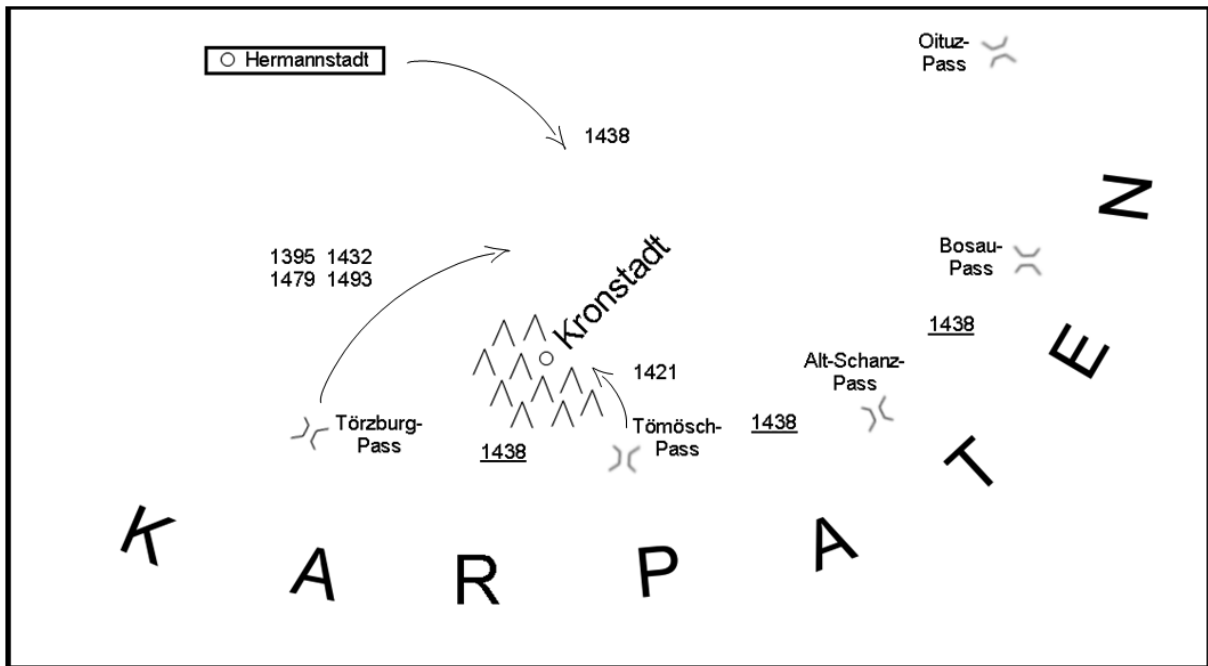 Hermannstadt
Oituz-
Pass
1438
1395 1432
1479 1493
Kronstadt
Bosau-
Pass
1438
1421
Alt-Schanz-
Pass
Törzburg-
Pass
1438
Tömösch-
Pass
1438
KARPATEN